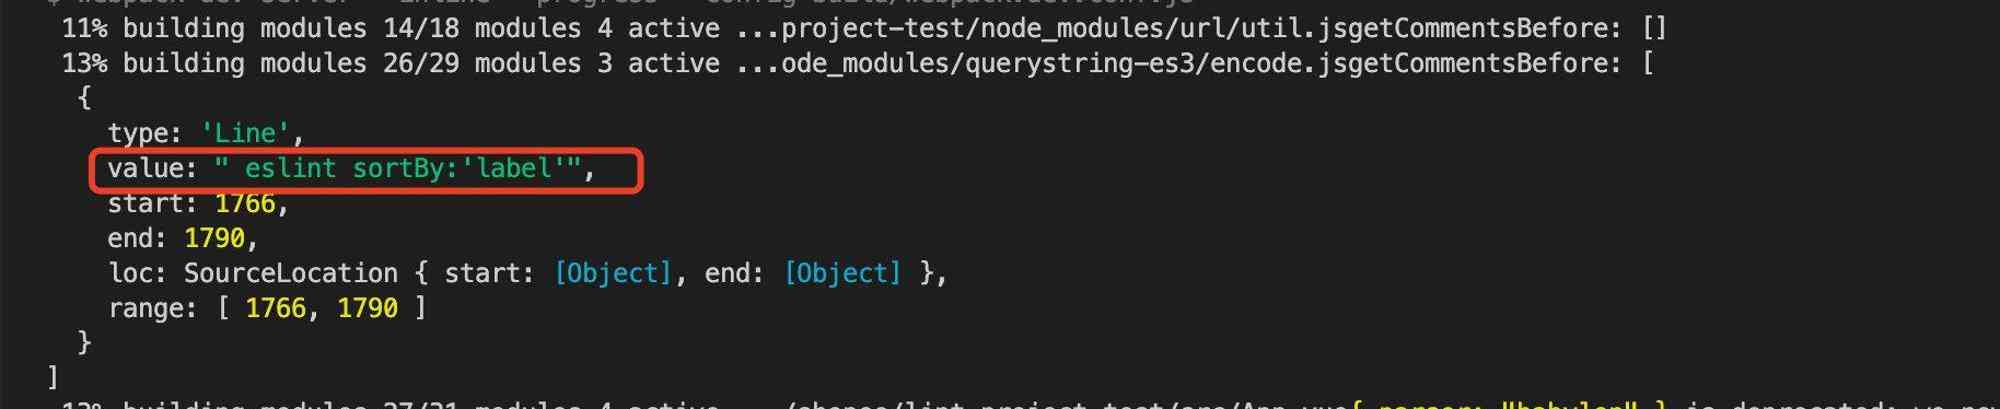 11% building modules 14/18 modules 4 active ...project-test/node_modules/url/util.jsgetCommentsBefore: []
13% building modules 26/29 modules 3 active ...ode_modules/querystring-es3/encode.jsgetCommentsBefore: [
{
type: 'Line',
value: " eslint sortBy:'label'",
start: 1766,
end: 1790,
loc: SourceLocation { start: [Object], end: [Object] },
range: [ 1766, 1790 ]
}
]